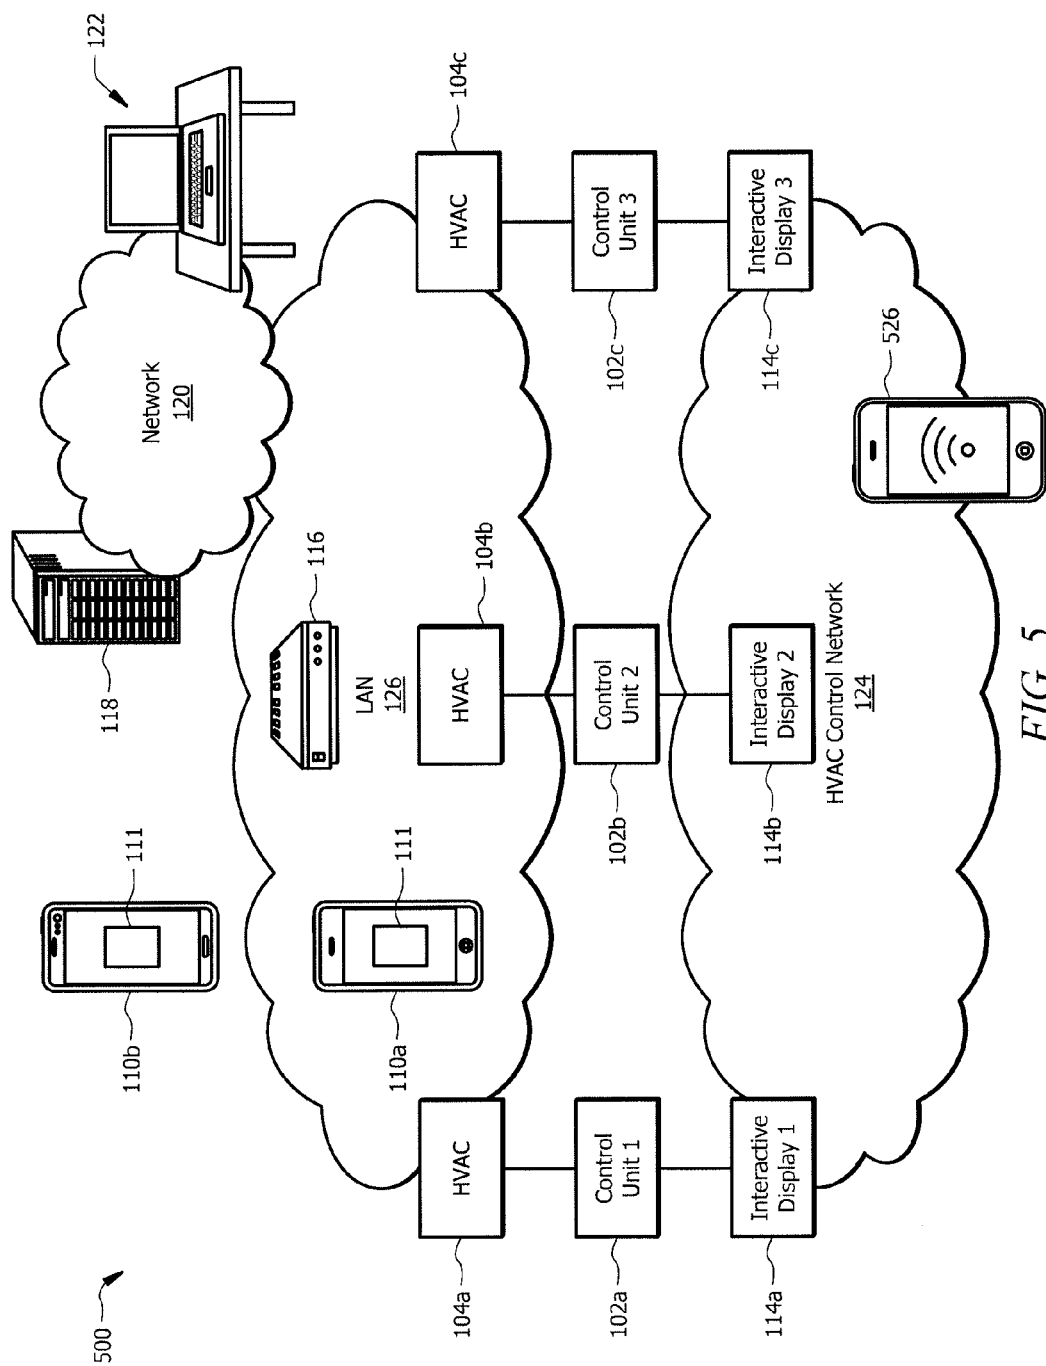 500
110b
111
118
Network
120
122
110a
111
116
LAN
126
104a
HVAC
104b
HVAC
104c
HVAC
102a
Control
Unit 1
102b
Control
Unit 2
102c
Control
Unit 3
114a
Interactive
Display 1
114b
Interactive
Display 2
114c
Interactive
Display 3
HVAC Control Network
124
526
FIG. 5